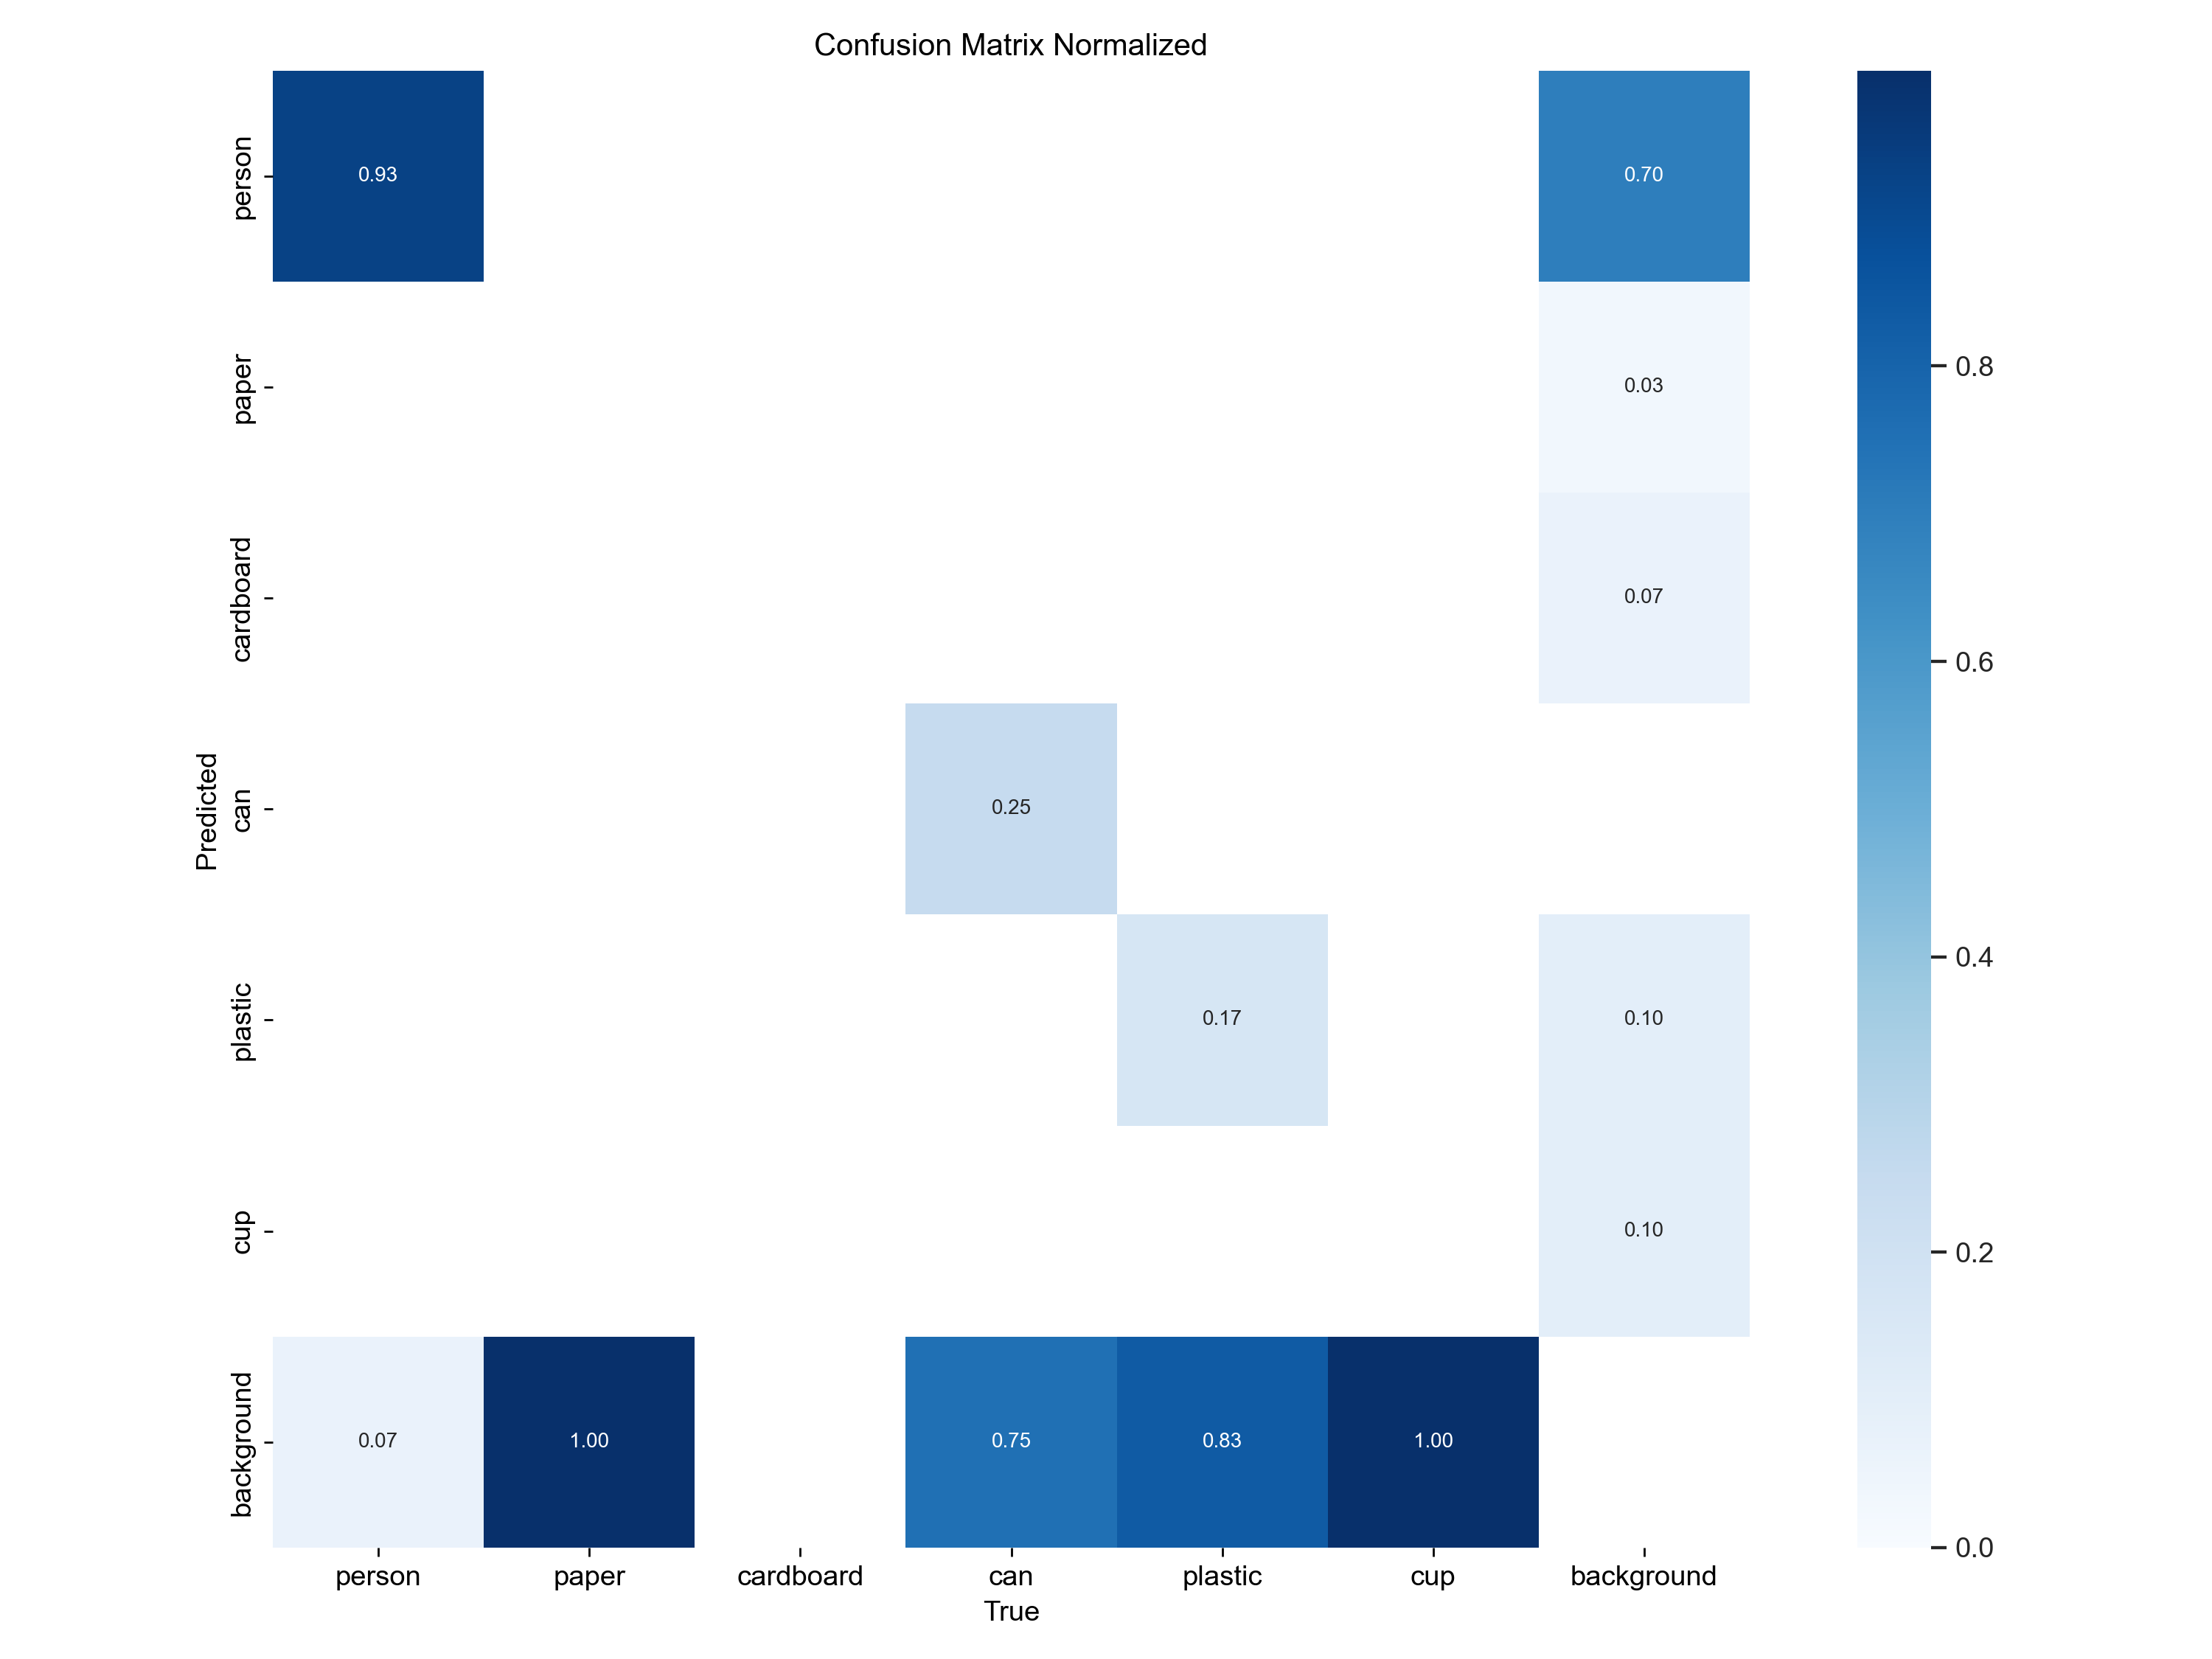 Confusion Matrix Normalized
Predicted
person
0.93
0.70
paper
0.03
cardboard
0.07
can
0.25
plastic
0.17 0.10
cup
0.10
background
0.07 1.00 0.75 0.83 1.00
person paper cardboard can plastic cup background
True
0.8
0.6
0.4
0.2
0.0